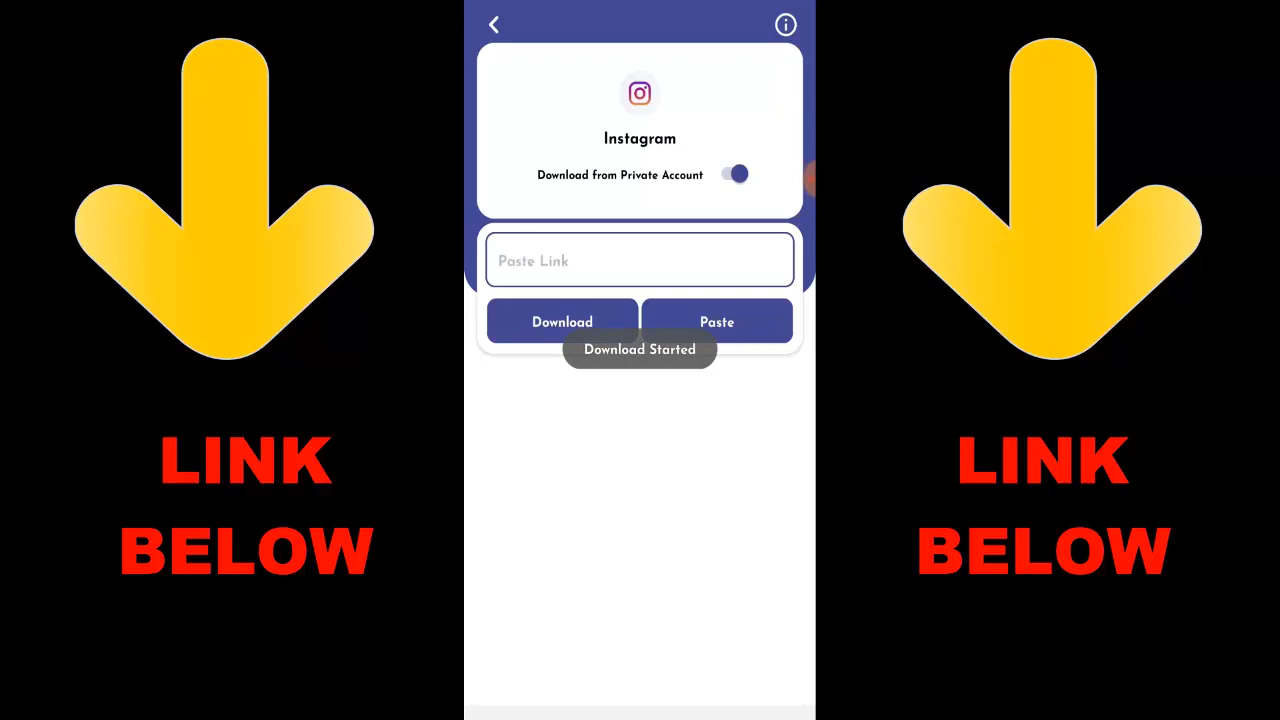 Instagram
Download from Private Account
Paste Link
Download
Paste
Download Started
LINK
BELOW
LINK
BELOW